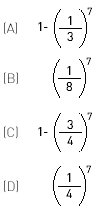 (A) 1-(1/3)^7
(B) (1/8)^7
(C) 1-(3/4)^7
(D) (1/4)^7